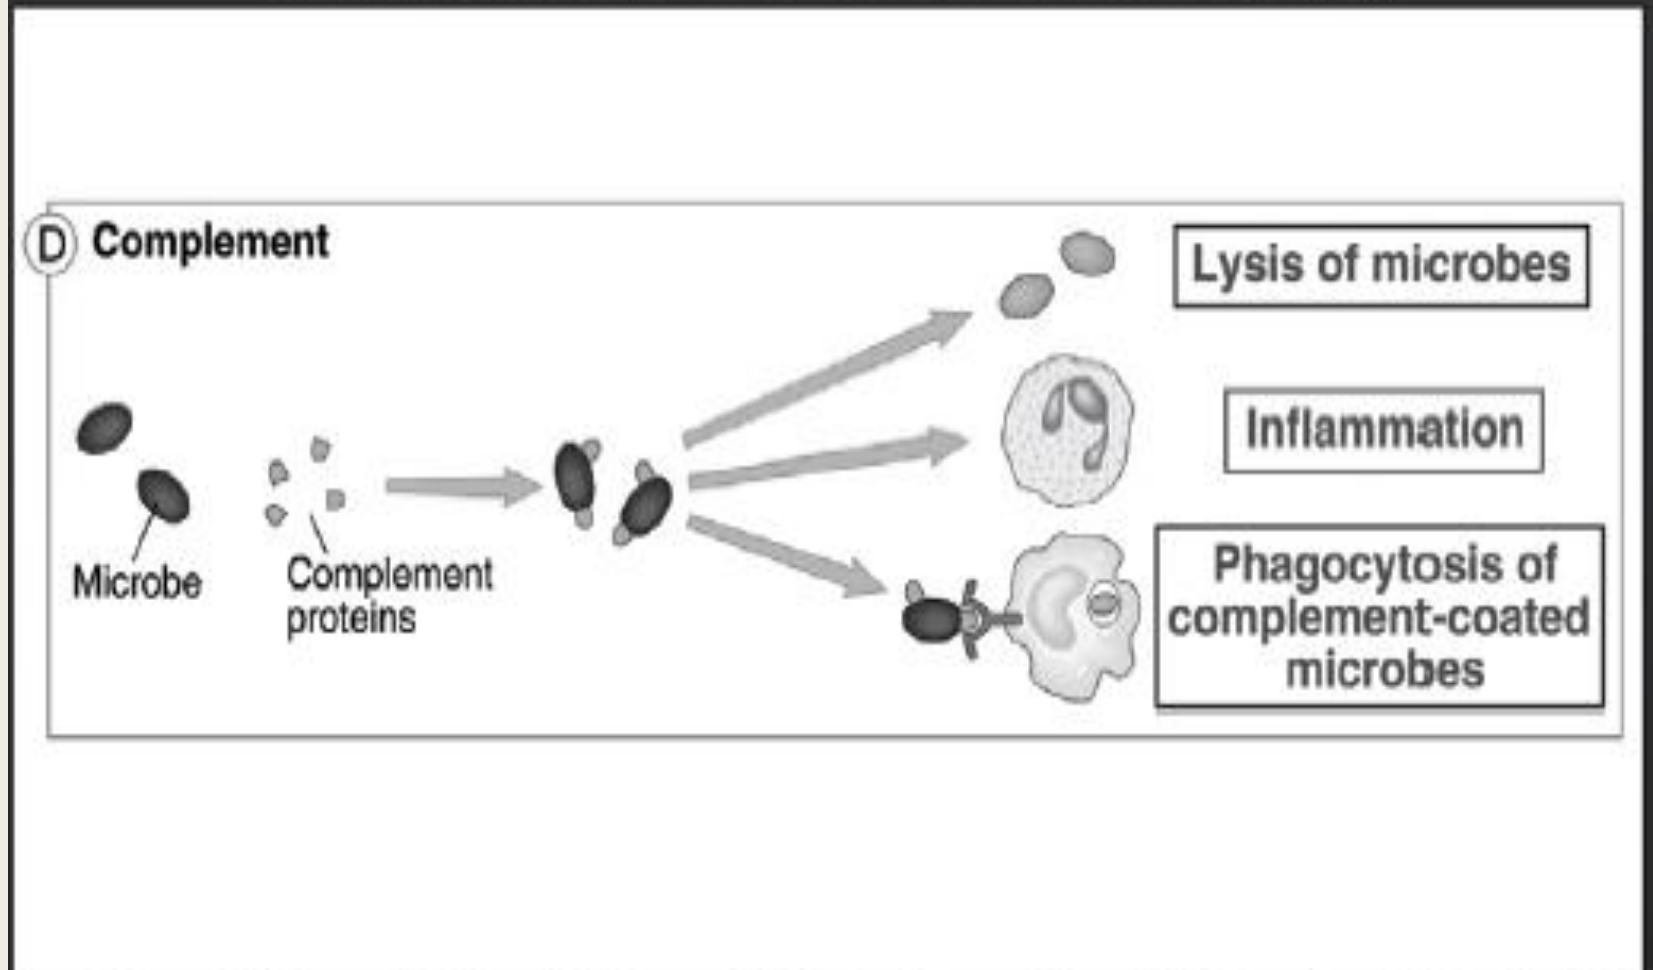 D Complement
Microbe
Complement
proteins
Lysis of microbes
Inflammation
Phagocytosis of
complement-coated
microbes